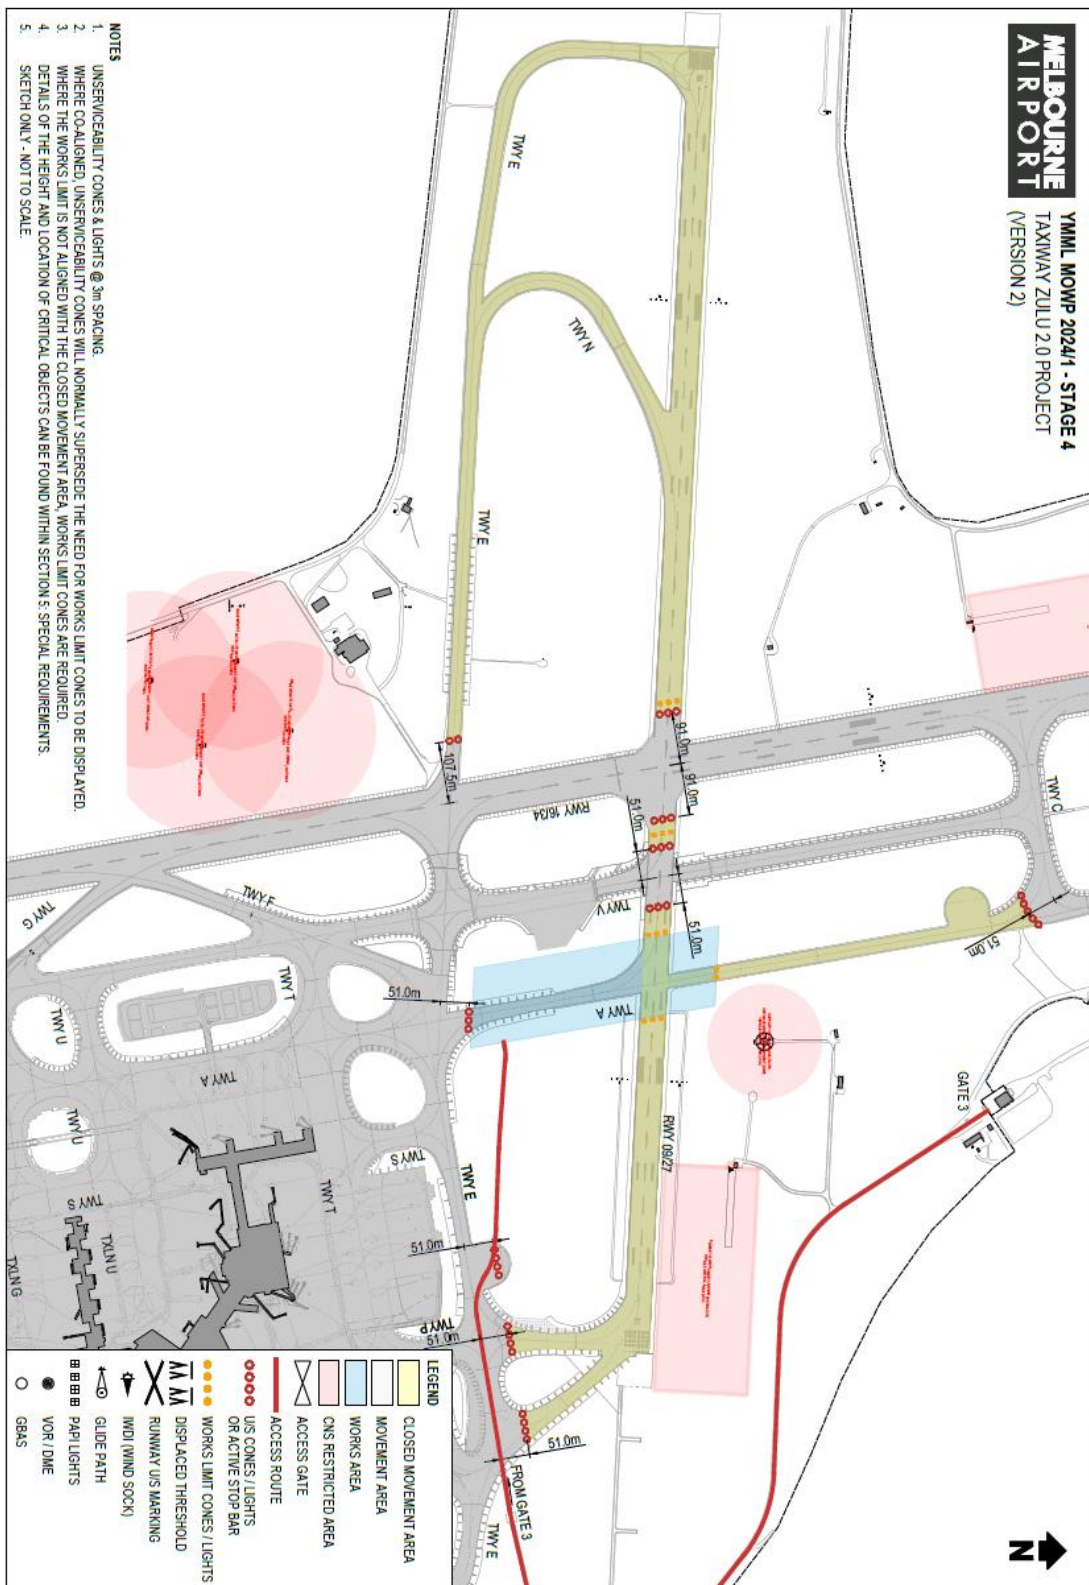 MELBOURNE
AIRPORT
YMML MOWP 2024/1 - STAGE 4
TAXIWAY ZULU 2.0 PROJECT
(VERSION 2)
N
TWY E
TWY N
TWY E
91.0m
91.0m
107.5m
RWY 16/34
51.0m
TWY C
51.0m
TWY V
51.0m
TWY F
TWY G
51.0m
TWY A
TWY T
TWY U
TWY A
GATE 3
RWY 09/27
TWY U
TWY S
TWY E
TWY T
TWY S
TXLN U
TXLN G
51.0m
TWY P
51.0m
51.0m
FROM GATE 3
TWY E
NOTES
1. UNSERVICEABILITY CONES & LIGHTS @ 3m SPACING.
2. WHERE CO-ALIGNED, UNSERVICEABILITY CONES WILL NORMALLY SUPERSEDE THE NEED FOR WORKS LIMIT CONES TO BE DISPLAYED.
3. WHERE THE WORKS LIMIT IS NOT ALIGNED WITH THE CLOSED MOVEMENT AREA, WORKS LIMIT CONES ARE REQUIRED.
4. DETAILS OF THE HEIGHT AND LOCATION OF CRITICAL OBJECTS CAN BE FOUND WITHIN SECTION 5: SPECIAL REQUIREMENTS.
5. SKETCH ONLY - NOT TO SCALE.
LEGEND
CLOSED MOVEMENT AREA
MOVEMENT AREA
WORKS AREA
CNS RESTRICTED AREA
ACCESS GATE
ACCESS ROUTE
U/S CONES / LIGHTS
OR ACTIVE STOP BAR
WORKS LIMIT CONES / LIGHTS
DISPLACED THRESHOLD
RUNWAY U/S MARKING
IWDI (WIND SOCK)
GLIDE PATH
PAPI LIGHTS
VOR / DME
GBAS